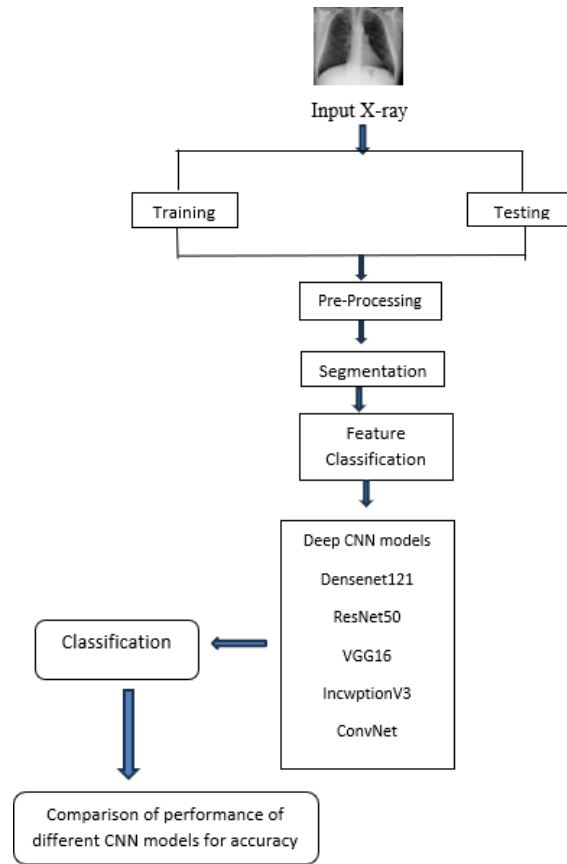 Input X-ray
Training
Testing
Pre-Processing
Segmentation
Feature
Classification
Deep CNN models
Densenet121
ResNet50
VGG16
IncwptionV3
ConvNet
Classification
Comparison of performance of
different CNN models for accuracy